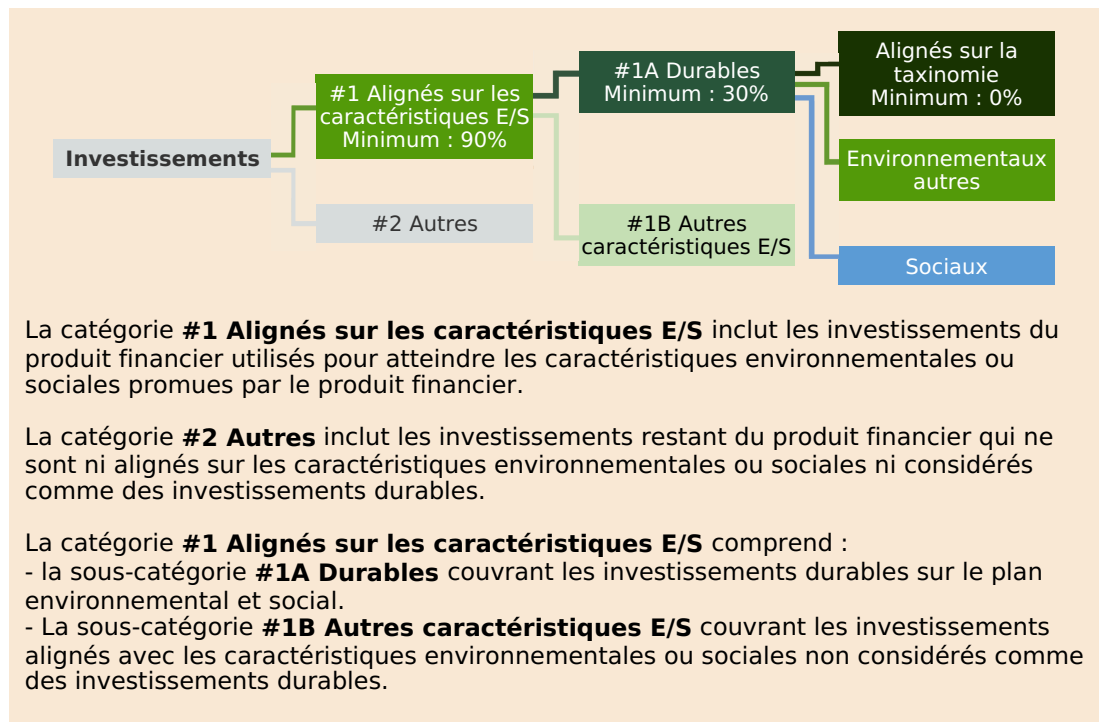 Investissements
#1 Alignés sur les
caractéristiques E/S
Minimum : 90%
#2 Autres
#1A Durables
Minimum : 30%
#1B Autres
caractéristiques E/S
Alignés sur la
taxinomie
Minimum : 0%
Environnementaux
autres
Sociaux
La catégorie #1 Alignés sur les caractéristiques E/S inclut les investissements du
produit financier utilisés pour atteindre les caractéristiques environnementales ou
sociales promues par le produit financier.
La catégorie #2 Autres inclut les investissements restant du produit financier qui ne
sont ni alignés sur les caractéristiques environnementales ou sociales ni considérés
comme des investissements durables.
La catégorie #1 Alignés sur les caractéristiques E/S comprend :
- la sous-catégorie #1A Durables couvrant les investissements durables sur le plan
environnemental et social.
- La sous-catégorie #1B Autres caractéristiques E/S couvrant les investissements
alignés avec les caractéristiques environnementales ou sociales non considérés comme
des investissements durables.